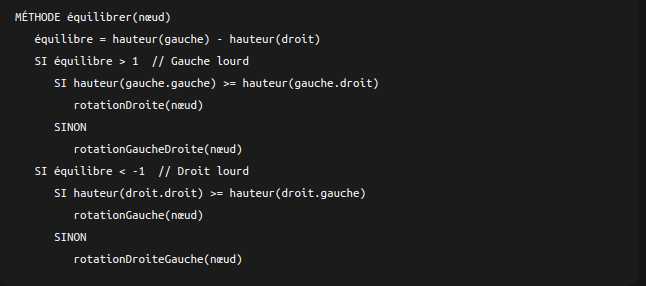 MÉTHODE équilibrer(nœud)
équilibre = hauteur(gauche) - hauteur(droit)
SI équilibre > 1 // Gauche lourd
SI hauteur(gauche.gauche) >= hauteur(gauche.droit)
rotationDroite(nœud)
SINON
rotationGaucheDroite(nœud)
SI équilibre < -1 // Droit lourd
SI hauteur(droit.droit) >= hauteur(droit.gauche)
rotationGauche(nœud)
SINON
rotationDroiteGauche(nœud)